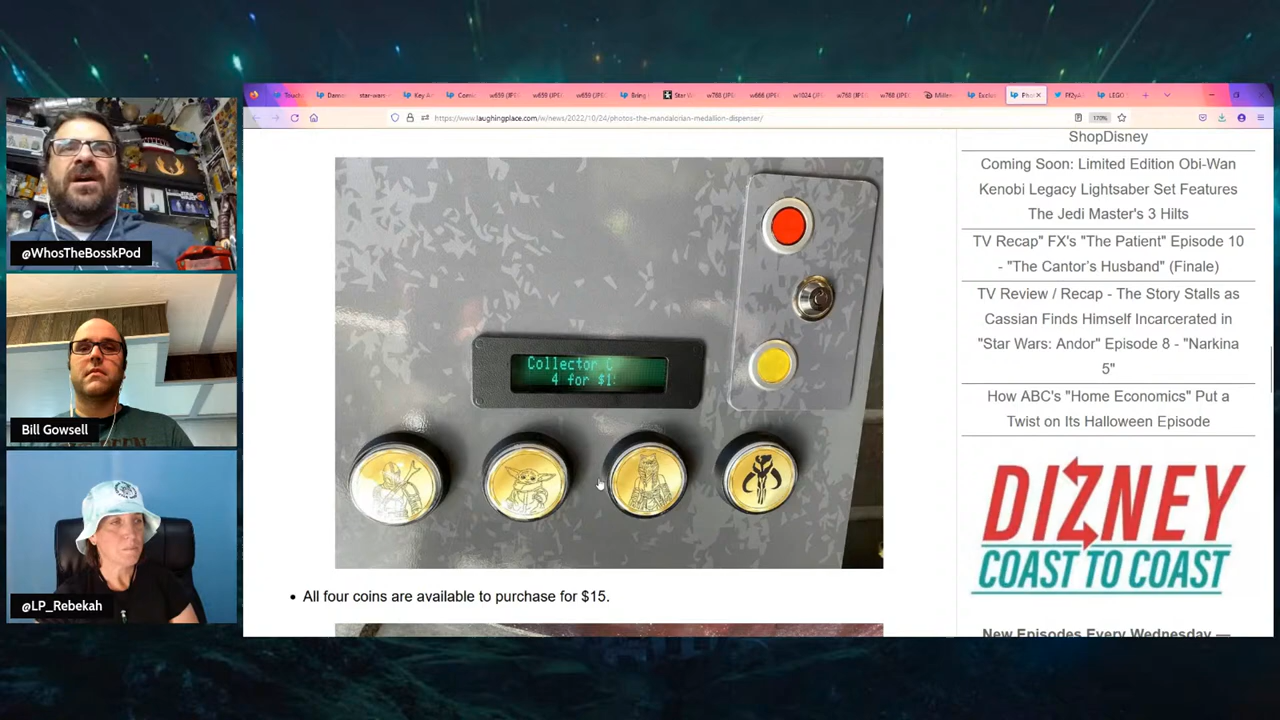 https://www.laughingplace.com/w/news/2022/10/24/photos-the-mandalorian-medallion-dispenser/
170%
ShopDisney
Coming Soon: Limited Edition Obi-Wan
Kenobi Legacy Lightsaber Set Features
The Jedi Master's 3 Hilts
TV Recap" FX's "The Patient" Episode 10
- "The Cantor's Husband" (Finale)
TV Review / Recap - The Story Stalls as
Cassian Finds Himself Incarcerated in
"Star Wars: Andor" Episode 8 - "Narkina
5"
How ABC's "Home Economics" Put a
Twist on Its Halloween Episode
DIZNEY
COAST TO COAST
New Episodes Every Wednesday —
Collector C
4 for $1
All four coins are available to purchase for $15.
@WhosTheBosskPod
Bill Gowsell
@LP_Rebekah